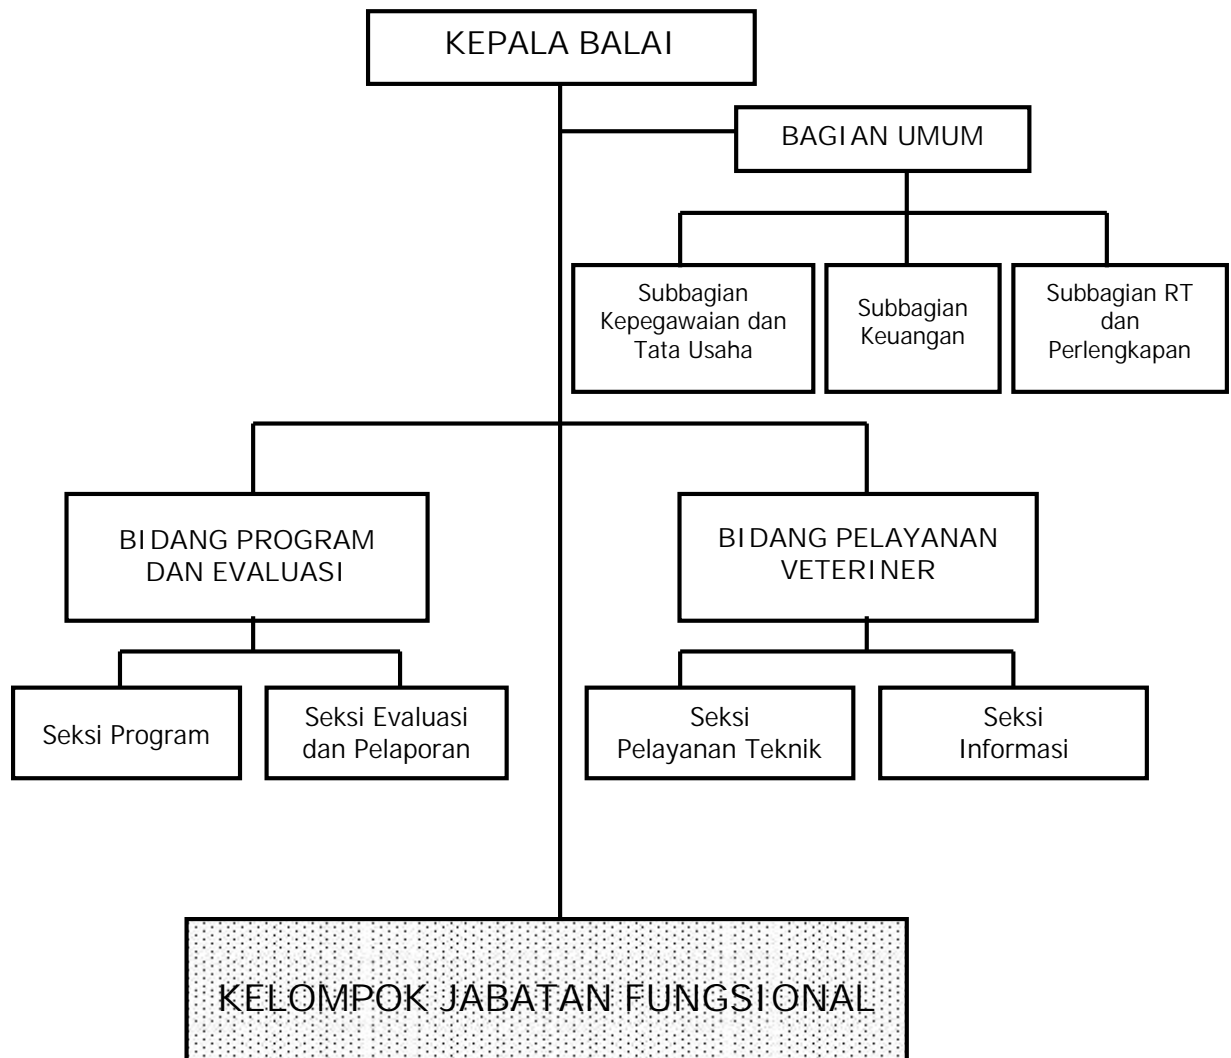 KEPALA BALAI
BAGIAN UMUM
Subbagian
Kepegawaian dan
Tata Usaha
Subbagian
Keuangan
Subbagian RT
dan
Perlengkapan
BIDANG PROGRAM
DAN EVALUASI
BIDANG PELAYANAN
VETERINER
Seksi Program
Seksi Evaluasi
dan Pelaporan
Seksi
Pelayanan Teknik
Seksi
Informasi
KELOMPOK JABATAN FUNGSIONAL